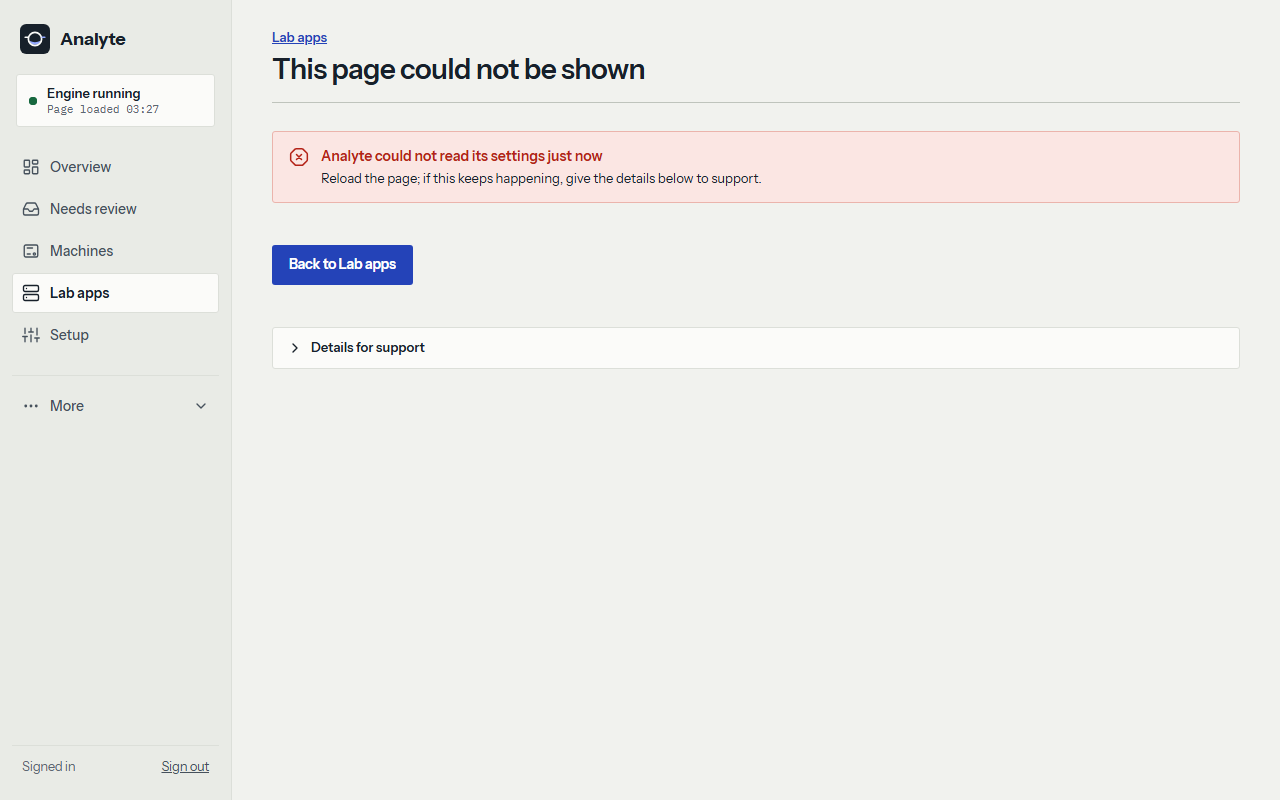 Analyte
Engine running
Page loaded 03:27
Overview
Needs review
Machines
Lab apps
Setup
More
Signed in
Sign out
Lab apps
This page could not be shown
Analyte could not read its settings just now
Reload the page; if this keeps happening, give the details below to support.
Back to Lab apps
Details for support